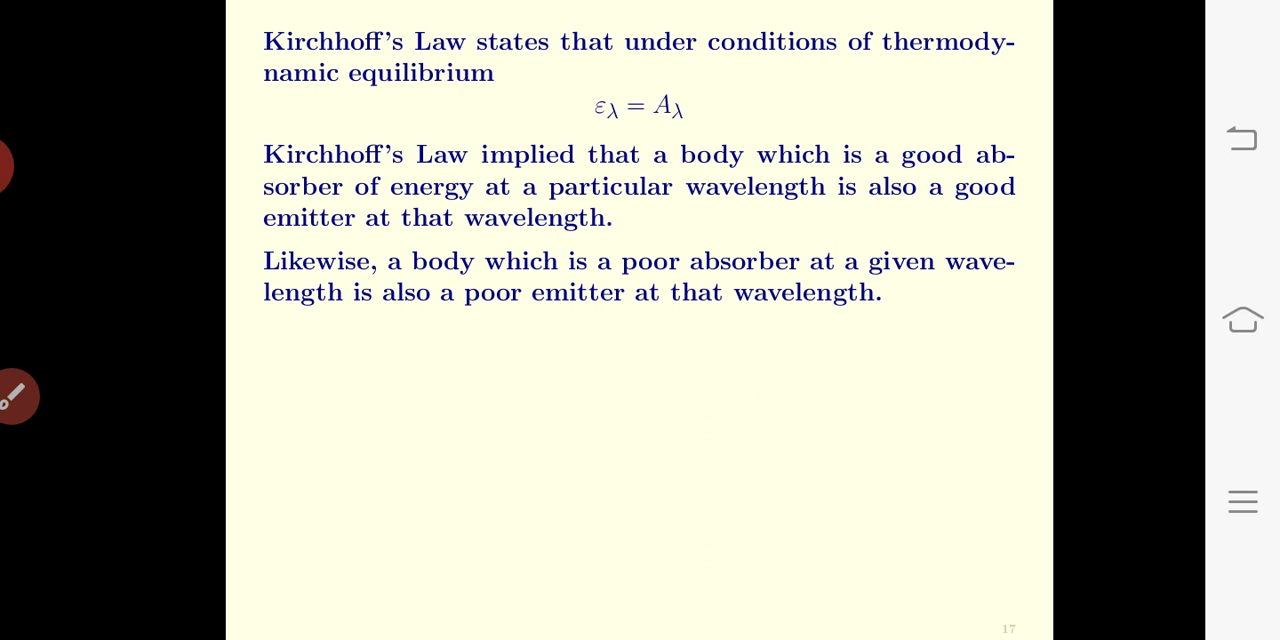 Kirchhoff's Law states that under conditions of thermody-
namic equilibrium
ελ = Aλ
Kirchhoff's Law implied that a body which is a good ab-
sorber of energy at a particular wavelength is also a good
emitter at that wavelength.
Likewise, a body which is a poor absorber at a given wave-
length is also a poor emitter at that wavelength.
17